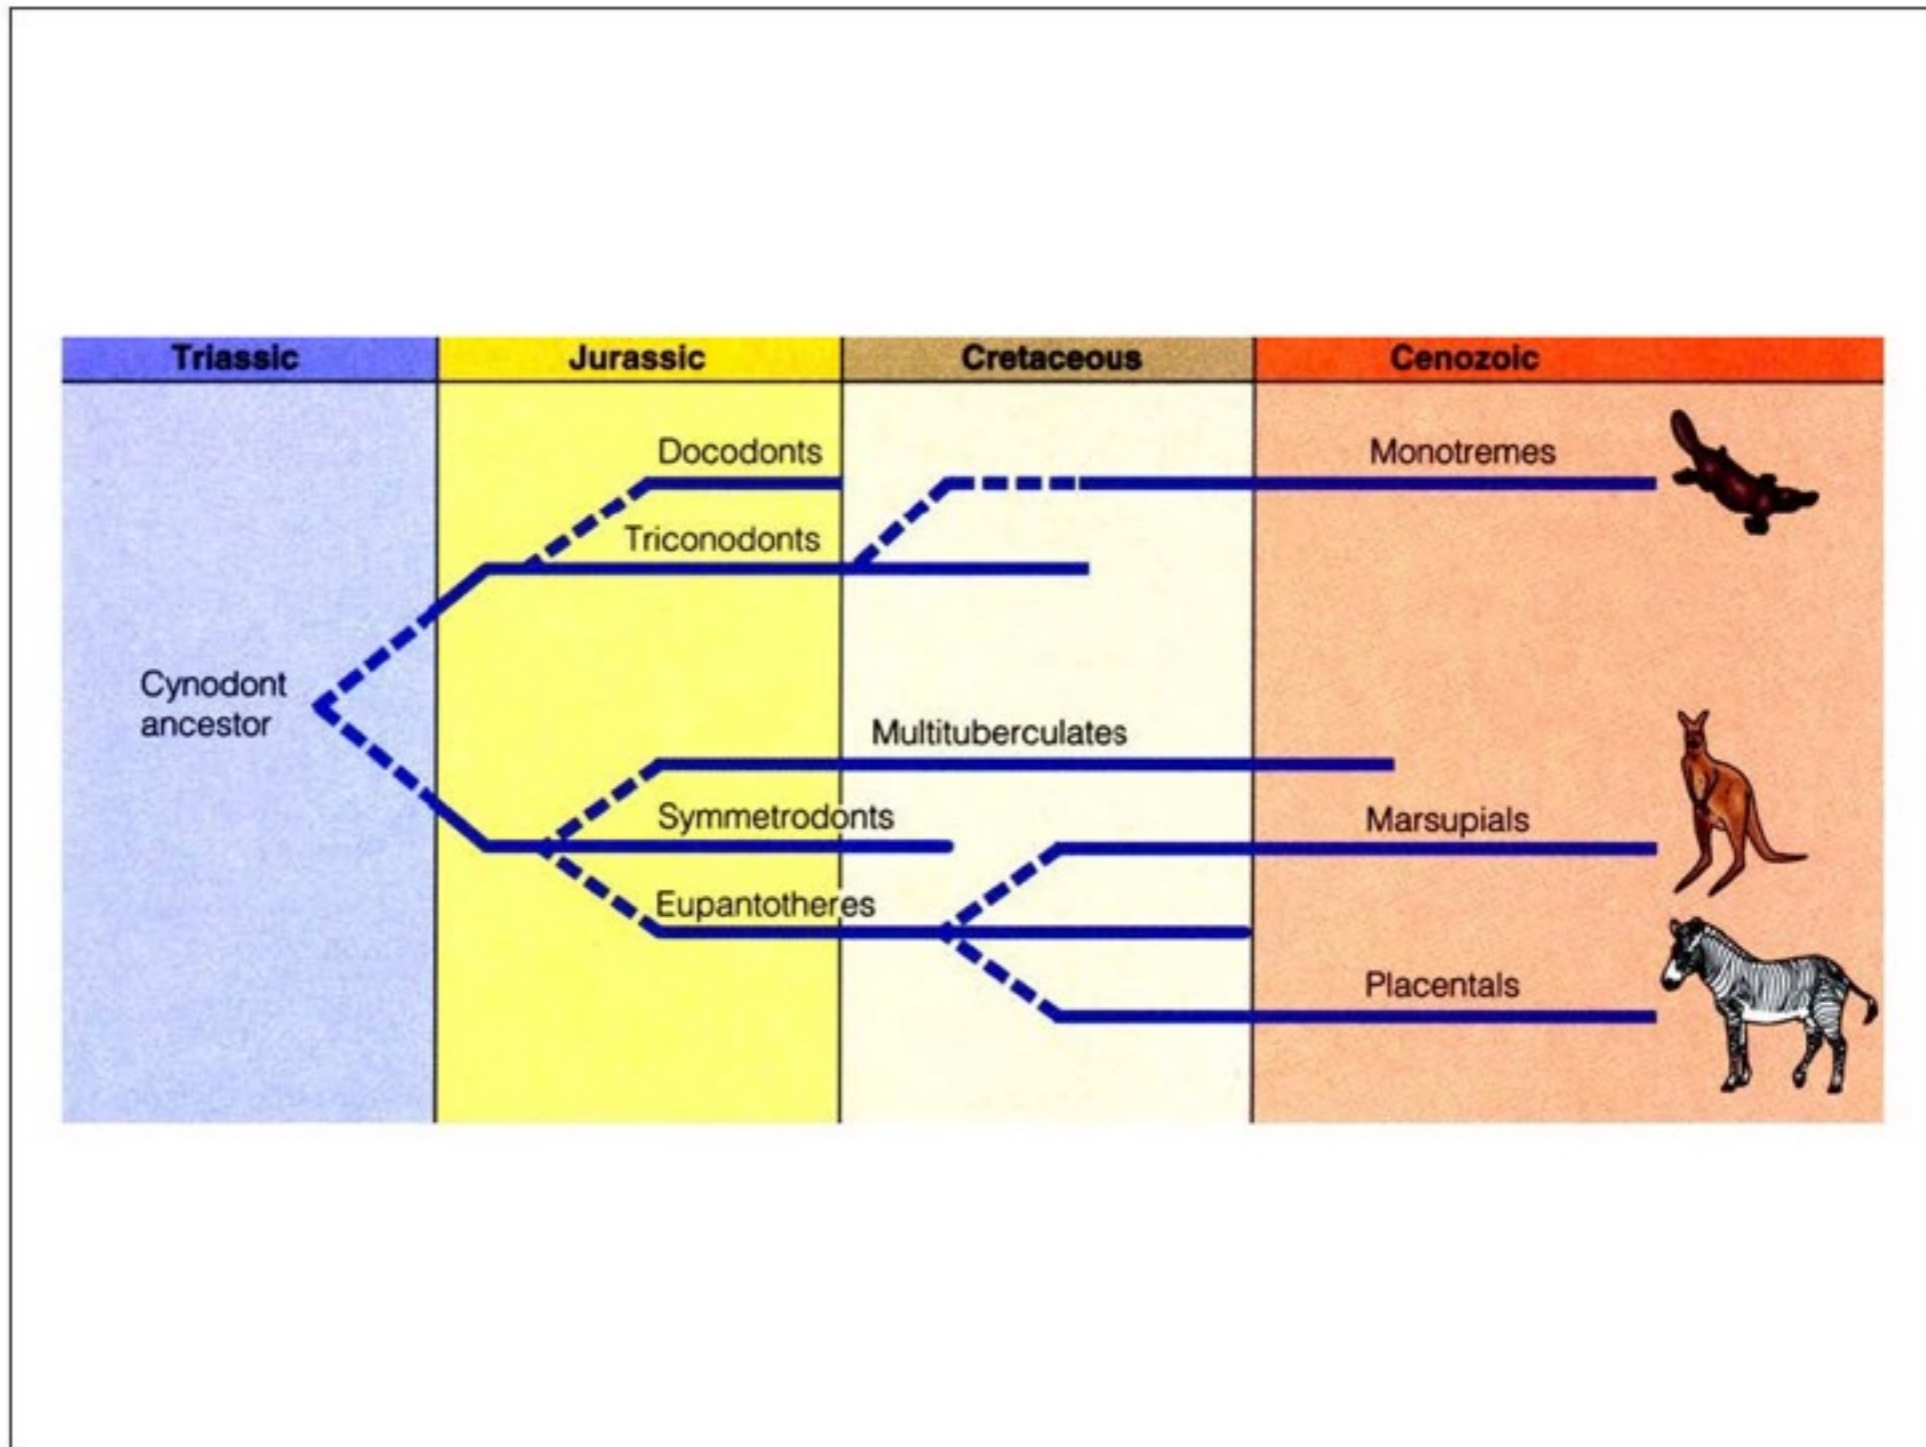 Triassic
Jurassic
Cretaceous
Cenozoic
Docodonts
Monotremes
Triconodonts
Cynodont
ancestor
Multituberculates
Symmetrodonts
Marsupials
Eupantotheres
Placentals